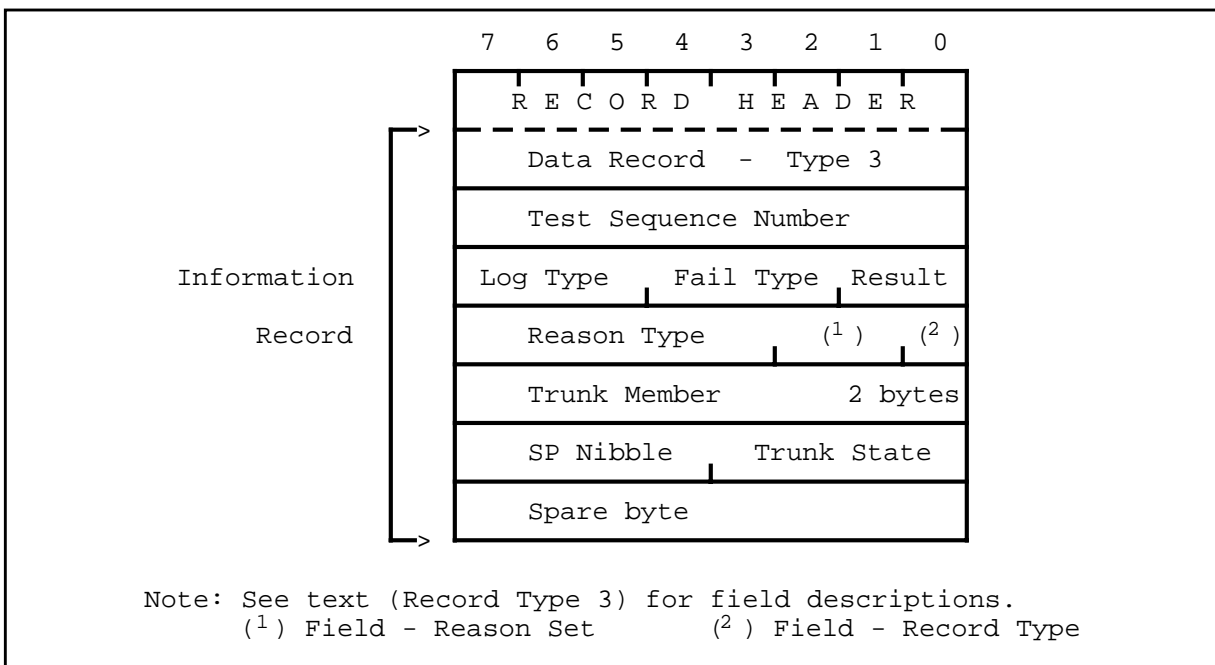 7 6 5 4 3 2 1 0
R E C O R D   H E A D E R
Data Record - Type 3
Test Sequence Number
Log Type Fail Type Result
Information
Reason Type (1) (2)
Record
Trunk Member 2 bytes
SP Nibble Trunk State
Spare byte
Note: See text (Record Type 3) for field descriptions.
(1) Field - Reason Set (2) Field - Record Type